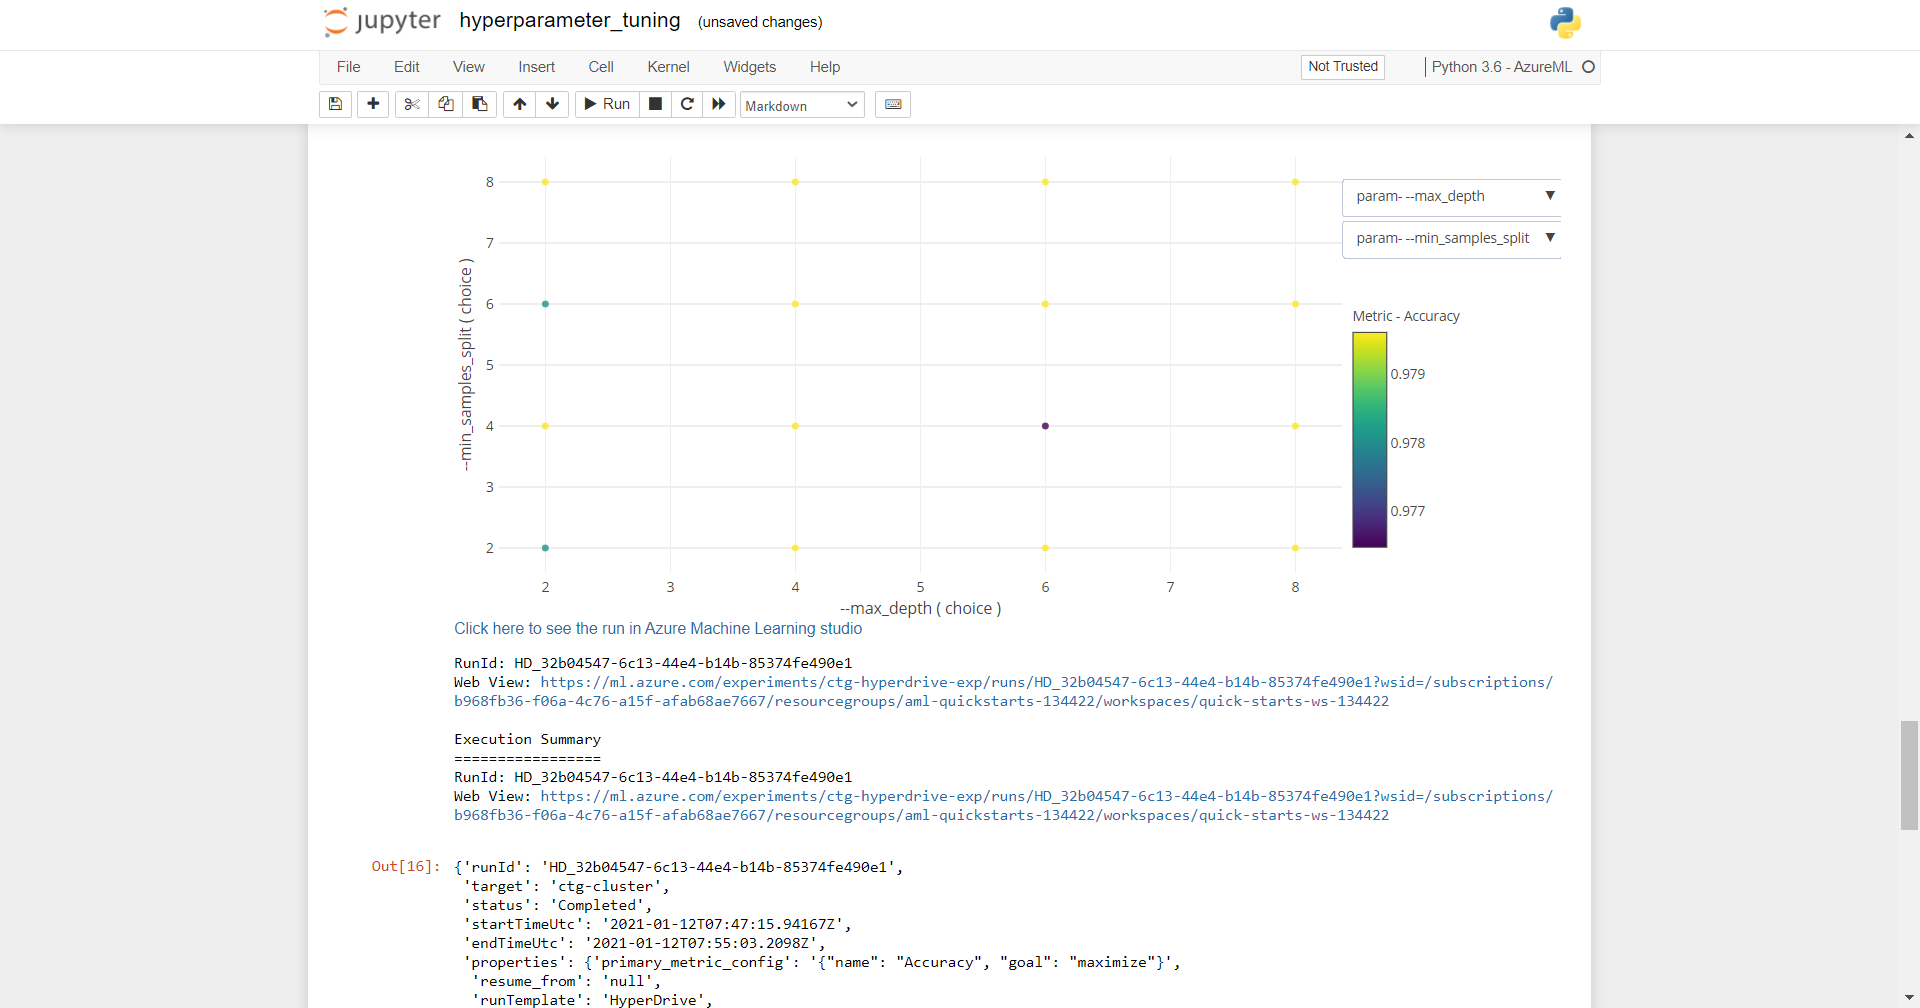 jupyter hyperparameter_tuning (unsaved changes)
File Edit View Insert Cell Kernel Widgets Help Not Trusted Python 3.6 - AzureML
Run Markdown
8
7
6
5
4
3
2
--min_samples_split ( choice )
2 3 4 5 6 7 8
--max_depth ( choice )
param- --max_depth ▼
param- --min_samples_split ▼
Metric - Accuracy
0.979
0.978
0.977
Click here to see the run in Azure Machine Learning studio
RunId: HD_32b04547-6c13-44e4-b14b-85374fe490e1
Web View: https://ml.azure.com/experiments/ctg-hyperdrive-exp/runs/HD_32b04547-6c13-44e4-b14b-85374fe490e1?wsid=/subscriptions/
b968fb36-f06a-4c76-a15f-afab68ae7667/resourcegroups/aml-quickstarts-134422/workspaces/quick-starts-ws-134422
Execution Summary
=================
RunId: HD_32b04547-6c13-44e4-b14b-85374fe490e1
Web View: https://ml.azure.com/experiments/ctg-hyperdrive-exp/runs/HD_32b04547-6c13-44e4-b14b-85374fe490e1?wsid=/subscriptions/
b968fb36-f06a-4c76-a15f-afab68ae7667/resourcegroups/aml-quickstarts-134422/workspaces/quick-starts-ws-134422
Out[16]: {'runId': 'HD_32b04547-6c13-44e4-b14b-85374fe490e1',
'target': 'ctg-cluster',
'status': 'Completed',
'startTimeUtc': '2021-01-12T07:47:15.94167Z',
'endTimeUtc': '2021-01-12T07:55:03.2098Z',
'properties': {'primary_metric_config': '{"name": "Accuracy", "goal": "maximize"}',
'resume_from': 'null',
'runTemplate': 'HyperDrive',